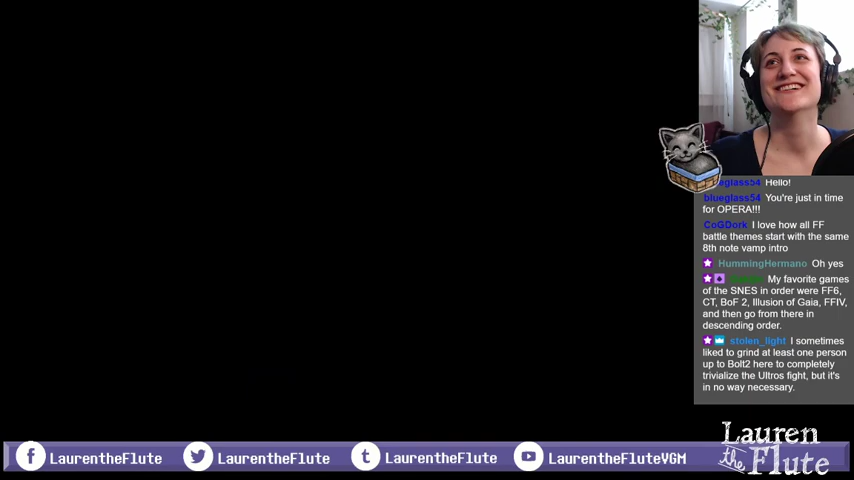 Hello!
blueglass54 You're just in time
for OPERA!!!
CoGDork I love how all FF
battle themes start with the same
8th note vamp intro
HummingHermano Oh yes
My favorite games
of the SNES in order were FF6,
CT, BoF 2, Illusion of Gaia, FFIV,
and then go from there in
descending order.
stolen_light I sometimes
liked to grind at least one person
up to Bolt2 here to completely
trivialize the Ultros fight, but it's
in no way necessary.
LaurentheFlute LaurentheFlute LaurentheFlute LaurentheFluteVGM
Lauren
the Flute